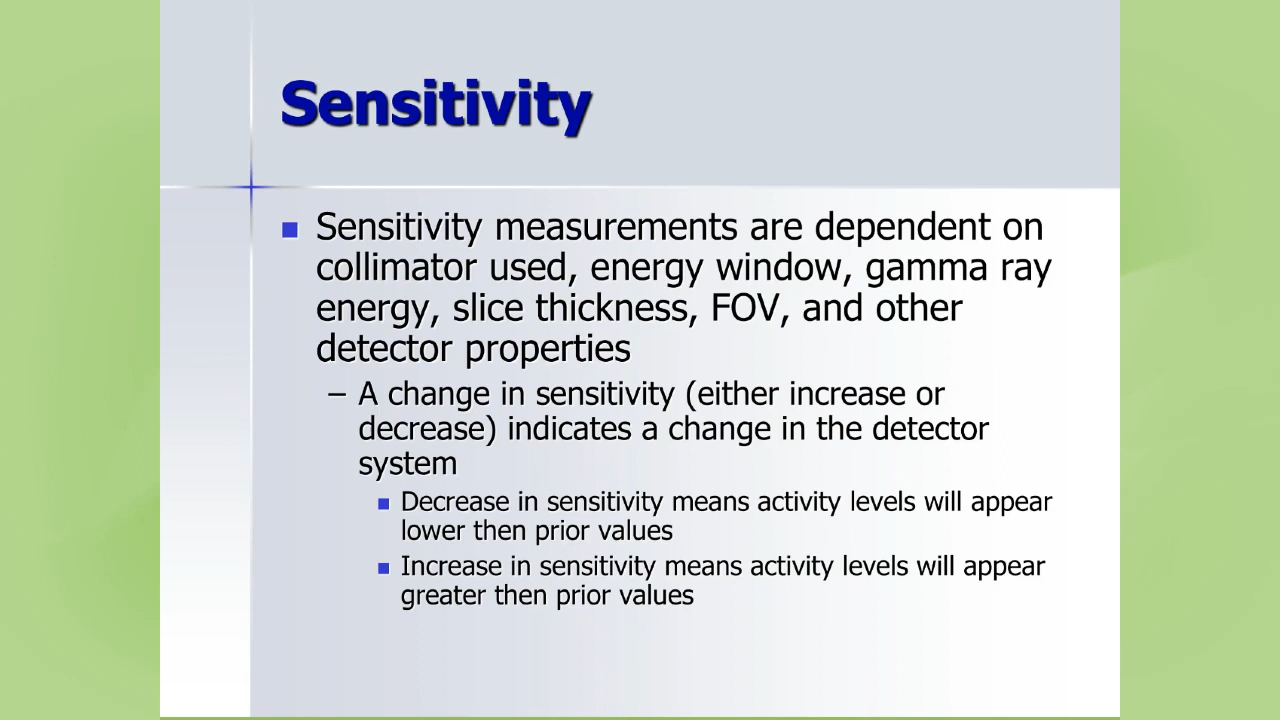 Sensitivity
Sensitivity measurements are dependent on
collimator used, energy window, gamma ray
energy, slice thickness, FOV, and other
detector properties
– A change in sensitivity (either increase or
decrease) indicates a change in the detector
system
Decrease in sensitivity means activity levels will appear
lower then prior values
Increase in sensitivity means activity levels will appear
greater then prior values